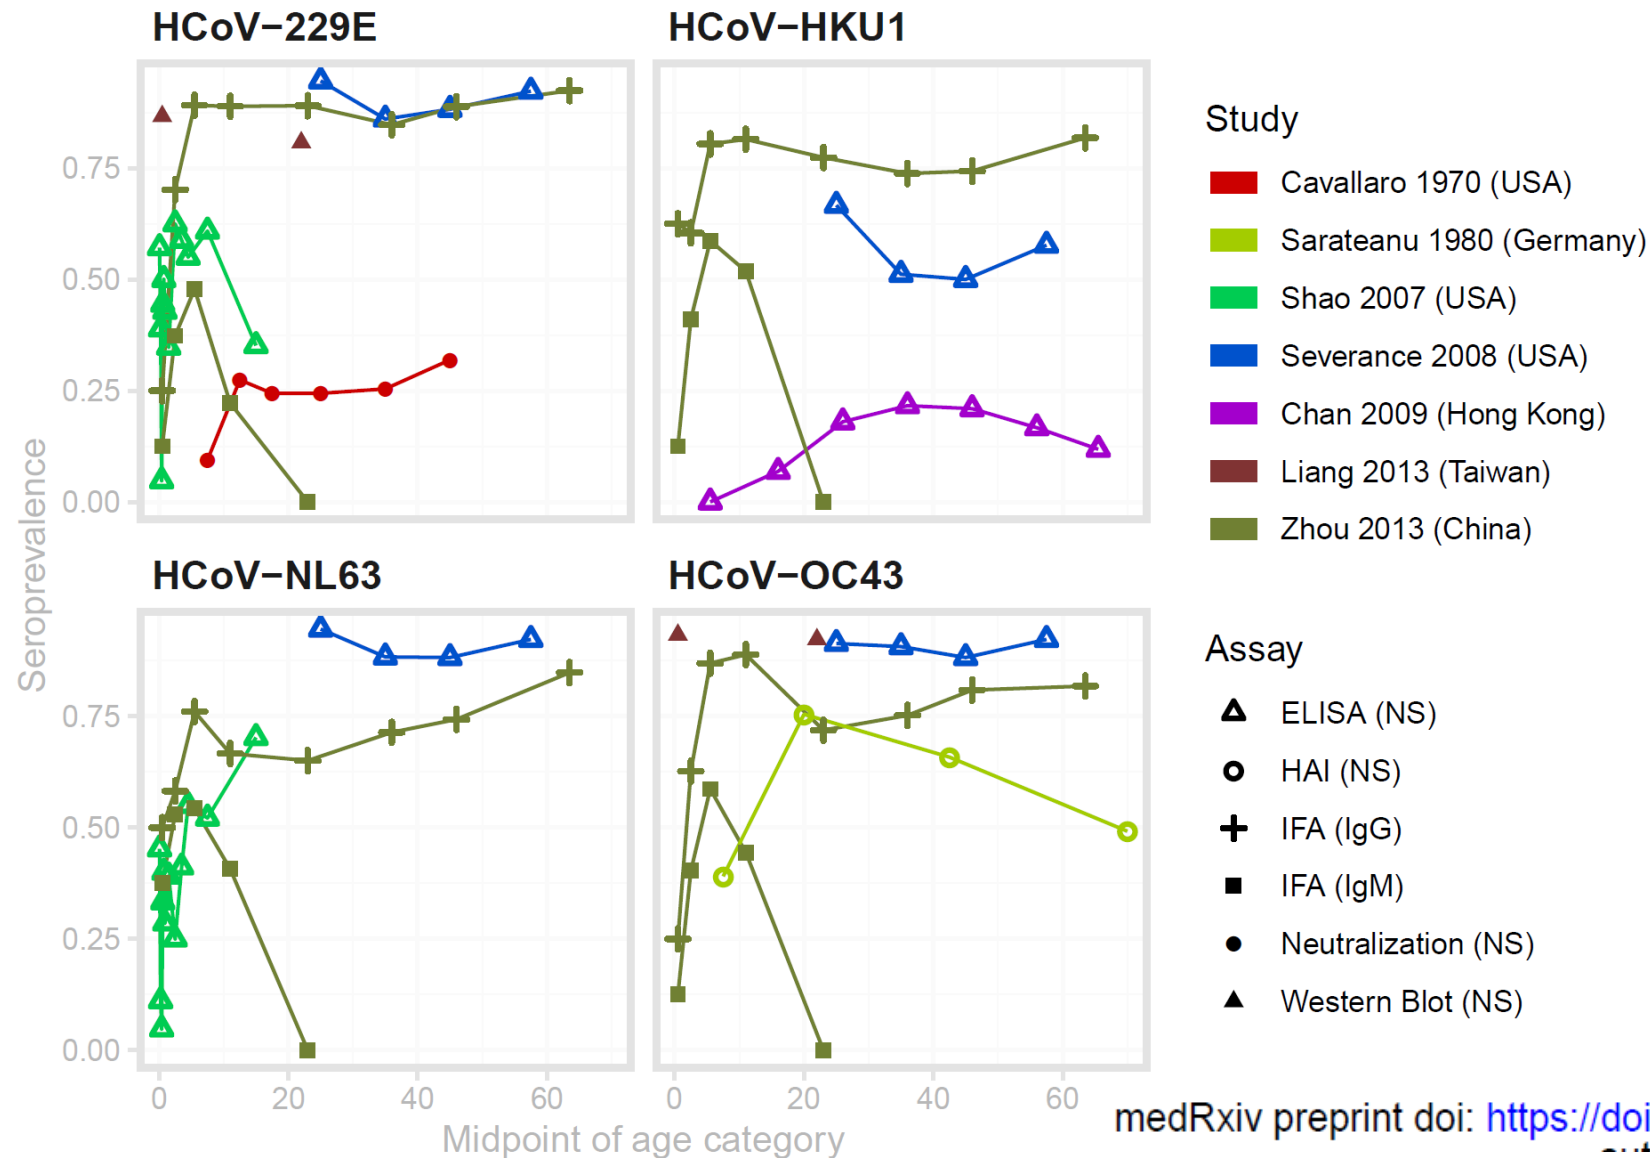 HCoV−229E
HCoV−HKU1
0.75
0.50
0.25
0.00
HCoV−NL63
HCoV−OC43
0.75
0.50
0.25
0.00
0 20 40 60
0 20 40 60
Seroprevalence
Midpoint of age category
Study
Cavallaro 1970 (USA)
Sarateanu 1980 (Germany)
Shao 2007 (USA)
Severance 2008 (USA)
Chan 2009 (Hong Kong)
Liang 2013 (Taiwan)
Zhou 2013 (China)
Assay
ELISA (NS)
HAI (NS)
IFA (IgG)
IFA (IgM)
Neutralization (NS)
Western Blot (NS)
medRxiv preprint doi: https://doi